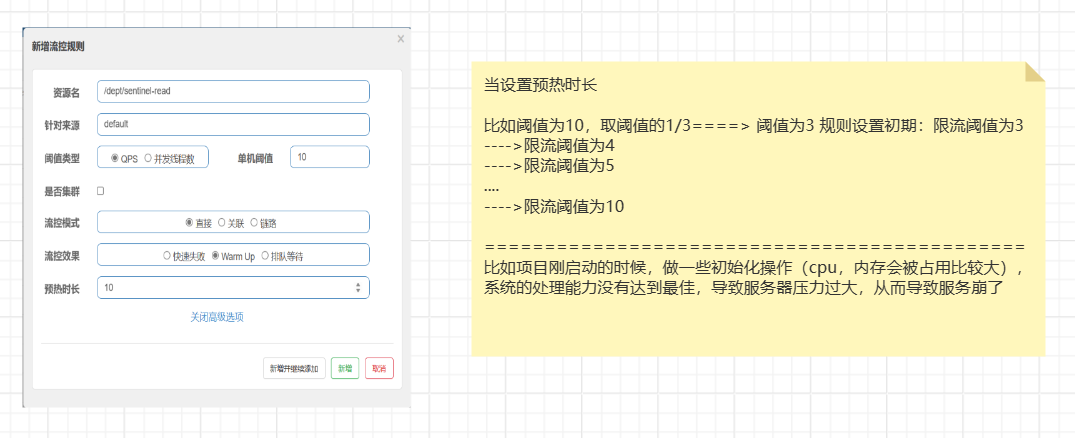 新增流控规则
×
资源名 /dept/sentinel-read
针对来源 default
阈值类型 QPS 并发线程数 单机阈值 10
是否集群
流控模式 直接 关联 链路
流控效果 快速失败 Warm Up 排队等待
预热时长 10
关闭高级选项
新增并继续添加 新增 取消
当设置预热时长
比如阈值为10，取阈值的1/3====> 阈值为3 规则设置初期：限流阈值为3
---->限流阈值为4
---->限流阈值为5
....
---->限流阈值为10
=============================================
比如项目刚启动的时候，做一些初始化操作（cpu，内存会被占用比较大），
系统的处理能力没有达到最佳，导致服务器压力过大，从而导致服务崩了